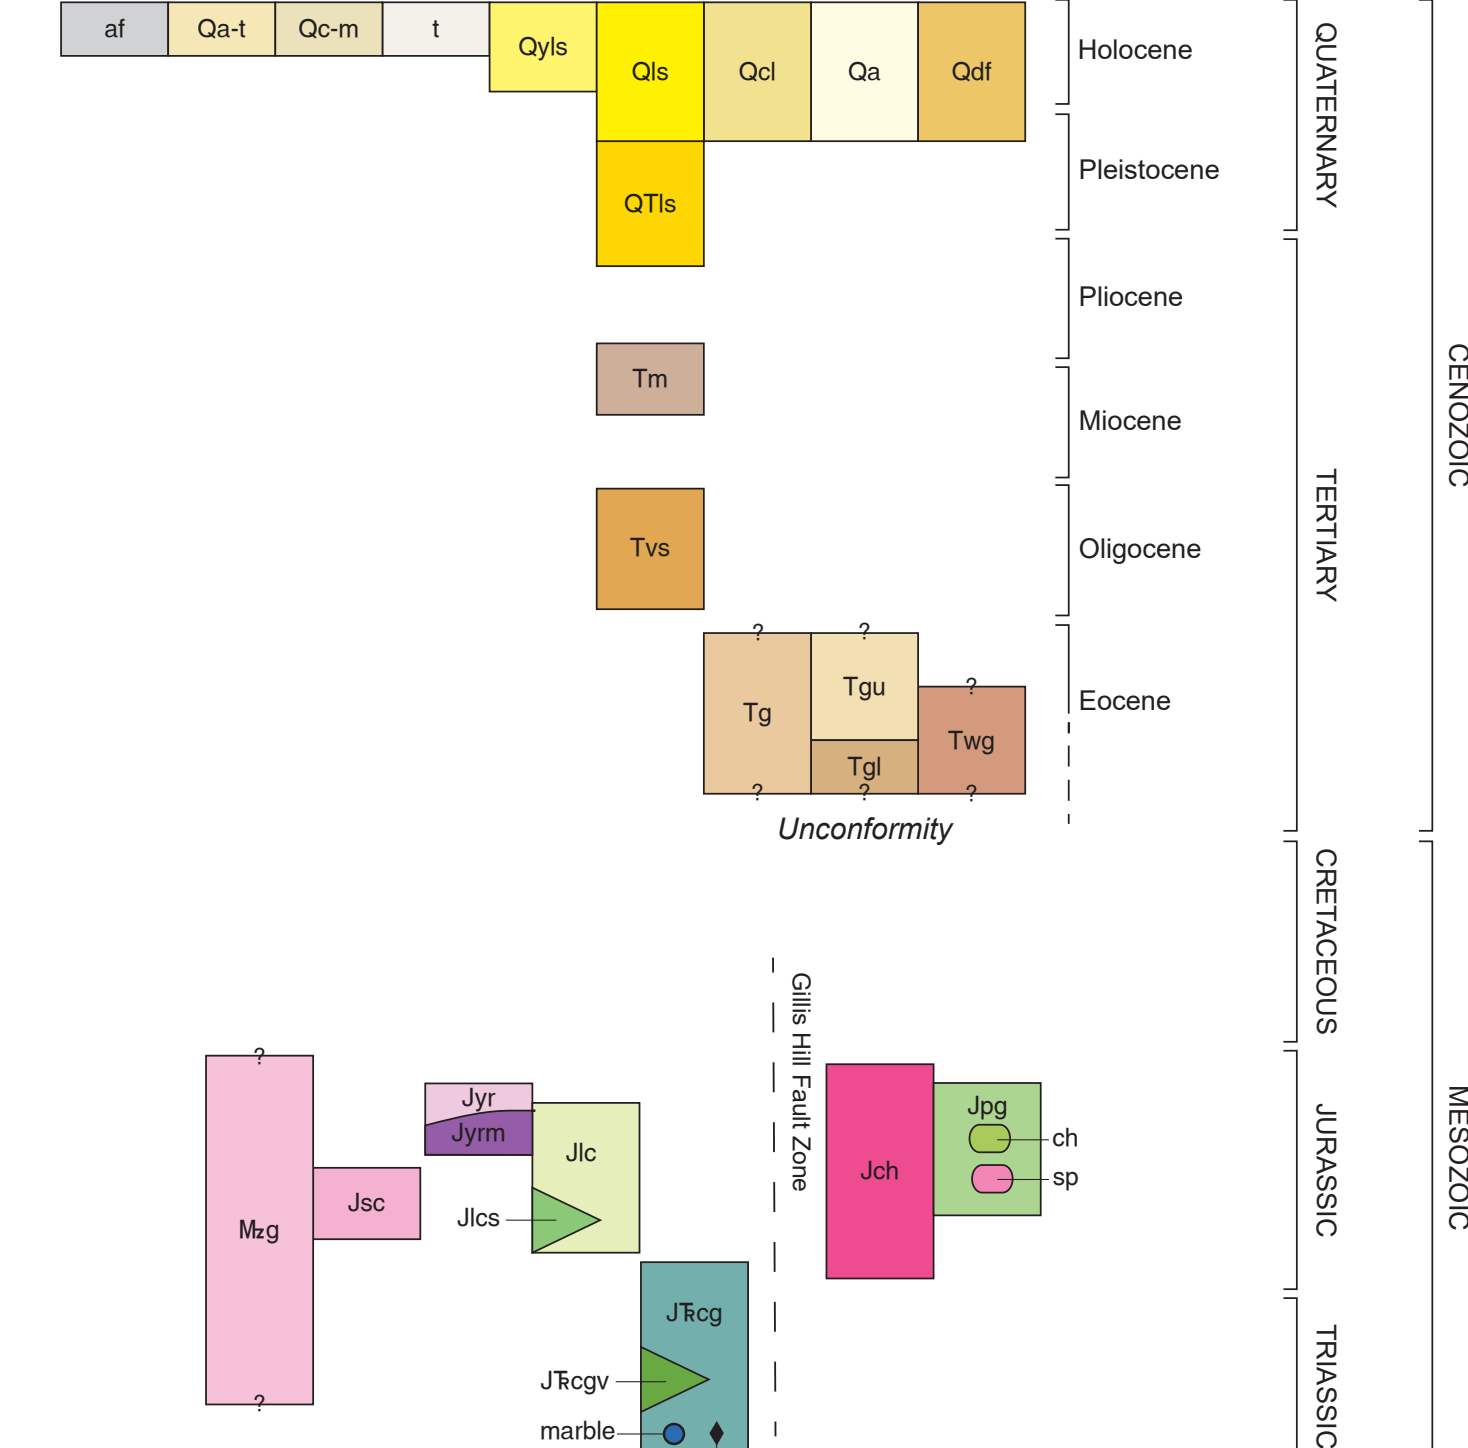 af
Qa-t
Qc-m
t
Qyls
Qls
Qcl
Qa
Qdf
Holocene
QUATERNARY
Pleistocene
QTls
Pliocene
CENOZOIC
Tm
Miocene
TERTIARY
Tvs
Oligocene
?
?
?
Tg
Tgu
Twg
Eocene
Tgl
?
?
?
Unconformity
CRETACEOUS
Gillis Hill Fault Zone
?
Jyr
Jyrm
Jlc
Jpg
ch
sp
Jch
JURASSIC
MESOZOIC
Jsc
Mzg
Jlcs
JTRcg
JTRcgv
TRIASSIC
?
marble